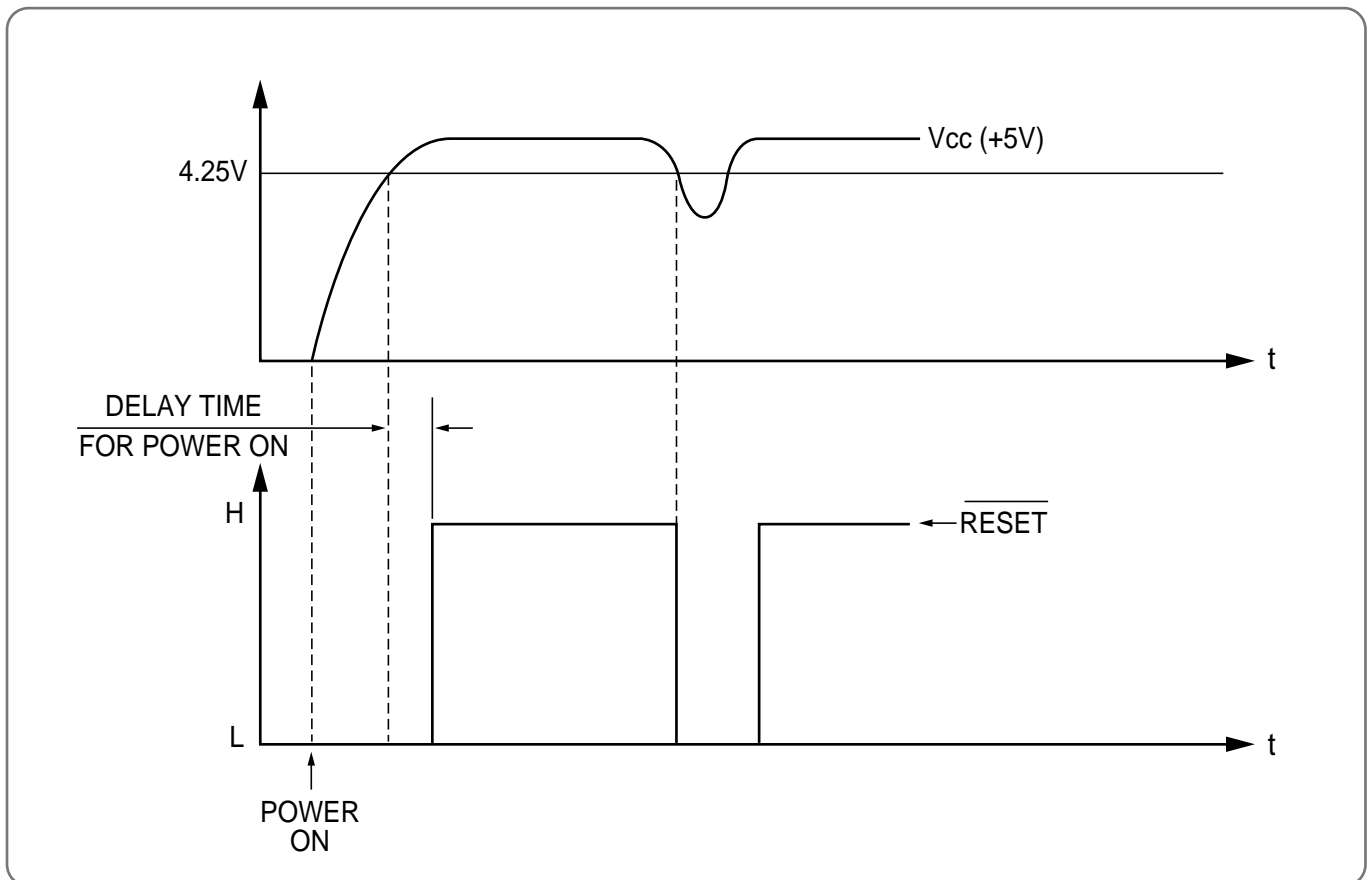 Vcc (+5V)
4.25V
t
DELAY TIME
FOR POWER ON
H
RESET
L
t
POWER
ON